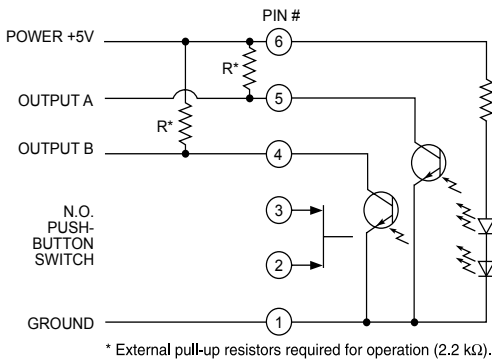 PIN #
POWER +5V
6
R*
OUTPUT A
5
R*
OUTPUT B
4
N.O.
PUSH-
BUTTON
SWITCH
3
2
GROUND
1
* External pull-up resistors required for operation (2.2 kΩ).